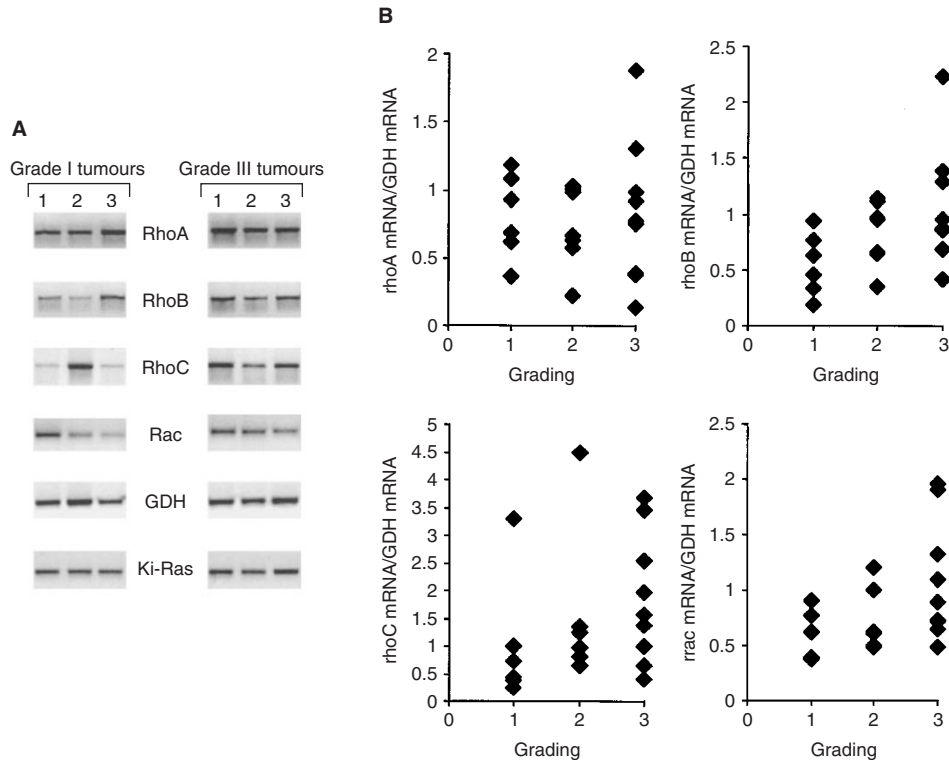 A
Grade I tumours
Grade III tumours
1 2 3
1 2 3
RhoA
RhoB
RhoC
Rac
GDH
Ki-Ras
B
rhoA mRNA/GDH mRNA
2
1.5
1
0.5
0
0 1 2 3
Grading
rhoB mRNA/GDH mRNA
2.5
2
1.5
1
0.5
0
0 1 2 3
Grading
rhoC mRNA/GDH mRNA
5
4.5
4
3.5
3
2.5
2
1.5
1
0.5
0
0 1 2 3
Grading
rrac mRNA/GDH mRNA
2.5
2
1.5
1
0.5
0
0 1 2 3
Grading